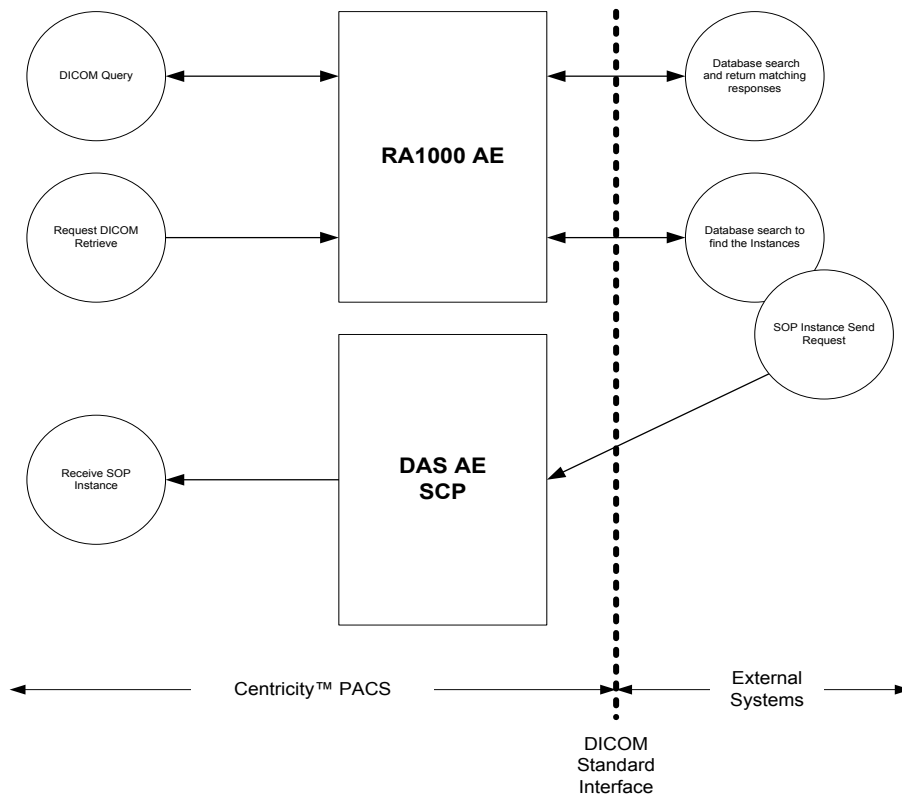 DICOM Query
RA1000 AE
Database search
and return matching
responses
Request DICOM
Retrieve
Database search to
find the Instances
SOP Instance Send
Request
Receive SOP
Instance
DAS AE
SCP
Centricity™ PACS
External
Systems
DICOM
Standard
Interface